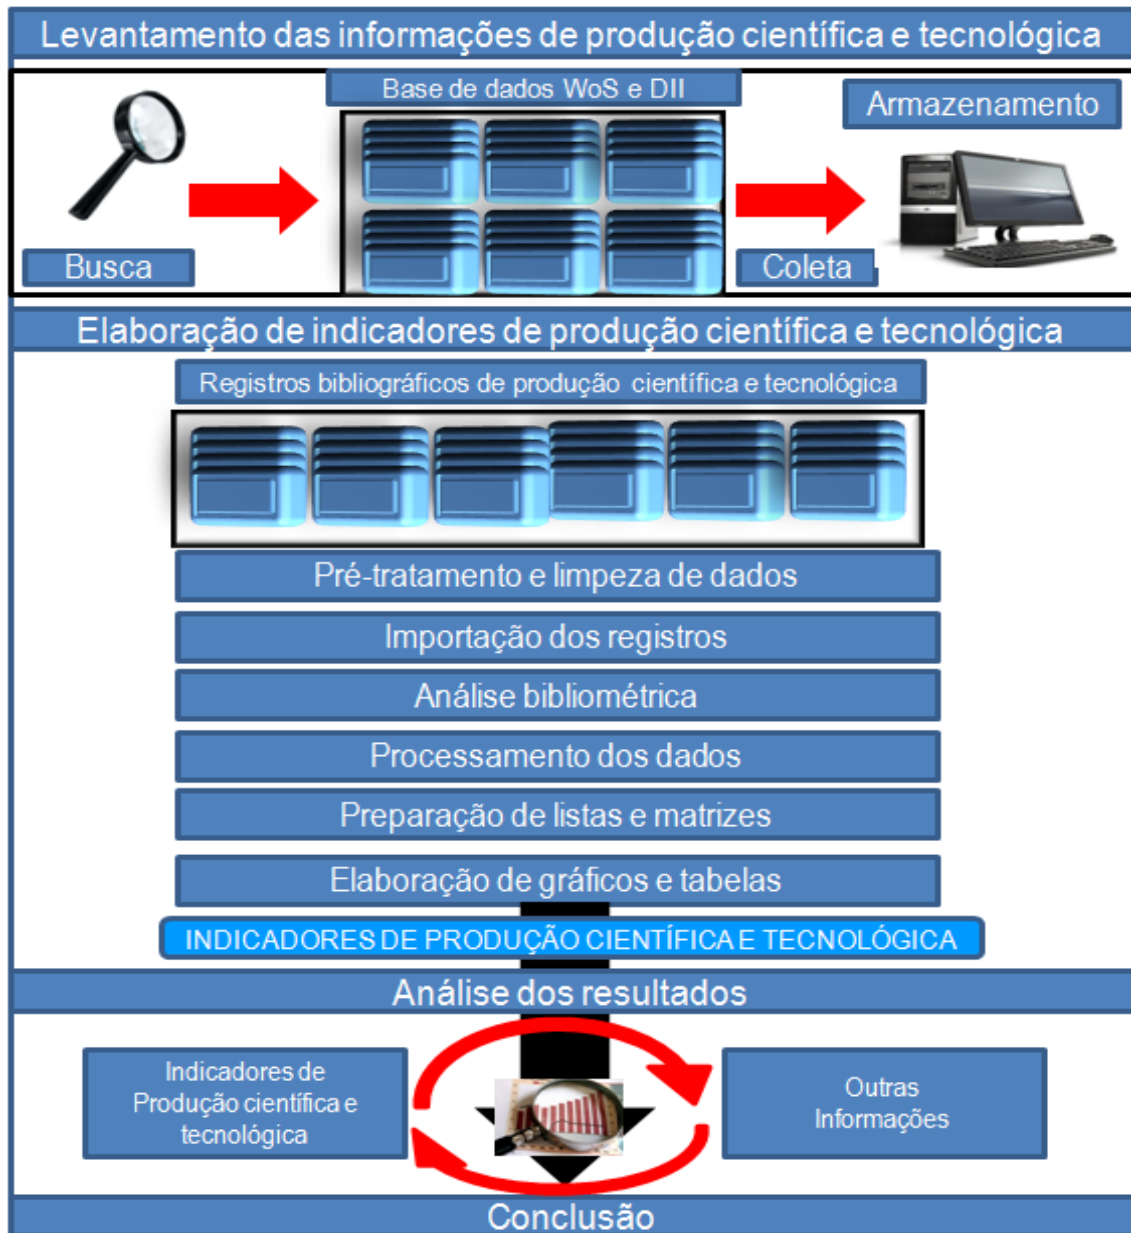 Levantamento das informações de produção científica e tecnológica
Base de dados WoS e DII
Armazenamento
Busca
Coleta
Elaboração de indicadores de produção científica e tecnológica
Registros bibliográficos de produção científica e tecnológica
Pré-tratamento e limpeza de dados
Importação dos registros
Análise bibliométrica
Processamento dos dados
Preparação de listas e matrizes
Elaboração de gráficos e tabelas
INDICADORES DE PRODUÇÃO CIENTÍFICA E TECNOLÓGICA
Análise dos resultados
Indicadores de
Produção científica e
tecnológica
Outras
Informações
Conclusão